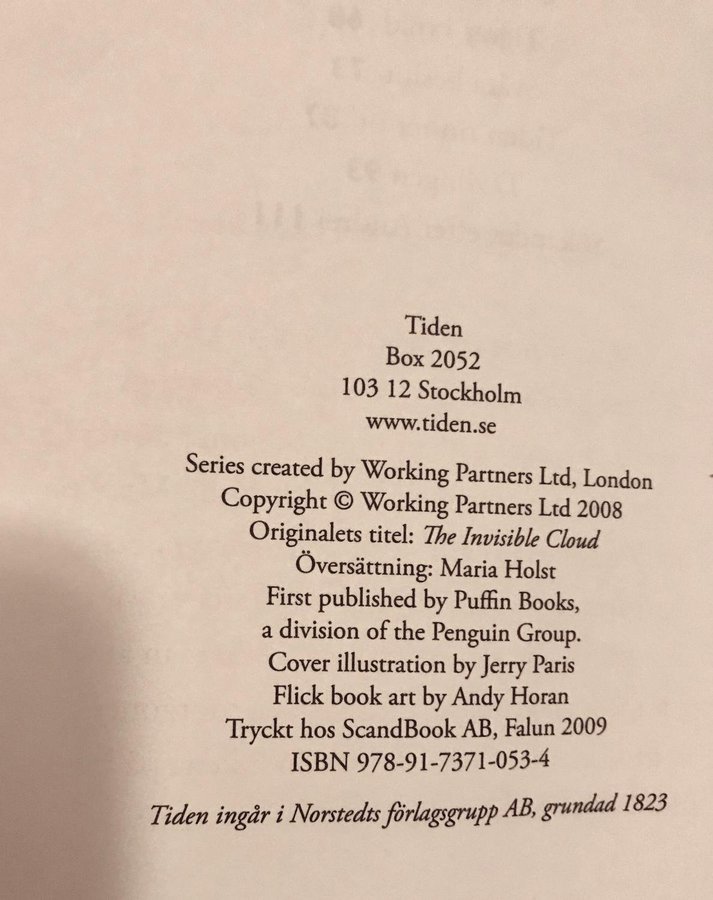 Tiden
Box 2052
103 12 Stockholm
www.tiden.se
Series created by Working Partners Ltd, London
Copyright © Working Partners Ltd 2008
Originalets titel: The Invisible Cloud
Översättning: Maria Holst
First published by Puffin Books,
a division of the Penguin Group.
Cover illustration by Jerry Paris
Flick book art by Andy Horan
Tryckt hos ScandBook AB, Falun 2009
ISBN 978-91-7371-053-4
Tiden ingår i Norstedts förlagsgrupp AB, grundad 1823